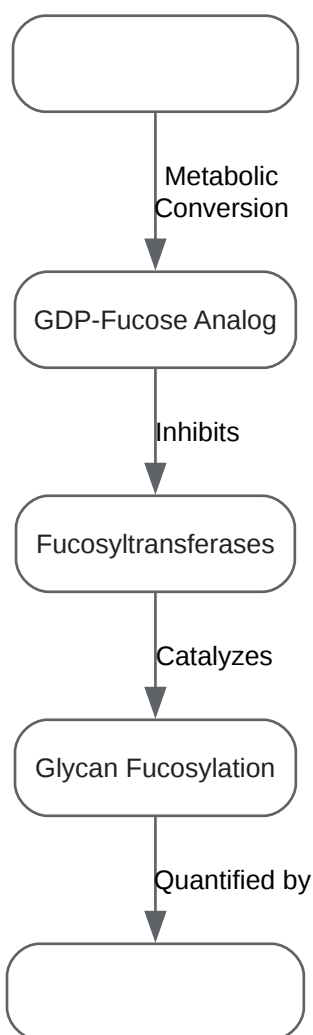 Metabolic
Conversion
GDP-Fucose Analog
Inhibits
Fucosyltransferases
Catalyzes
Glycan Fucosylation
Quantified by